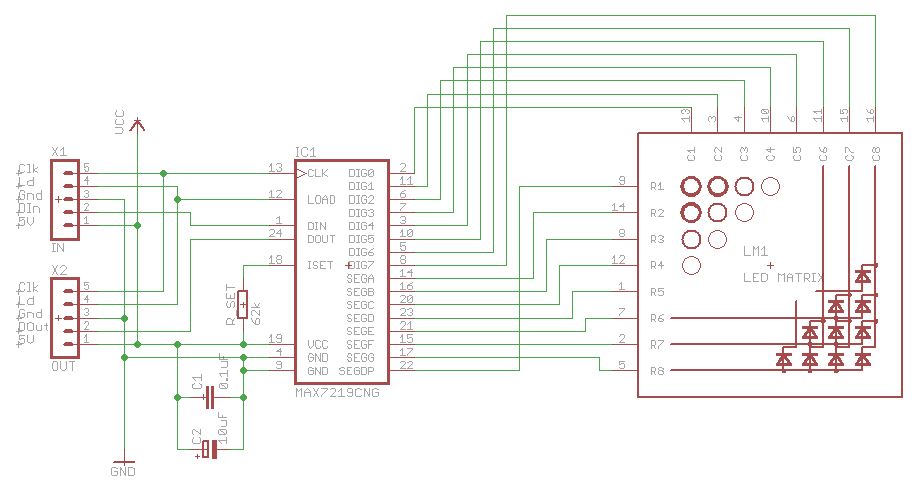 VCC
X1
Clk 5
Ld 4
Gnd 3
DIn 2
5V 1
IN
X2
Clk 5
Ld 4
Gnd 3
DOut 2
5V 1
OUT
GND
R_SET
62k
C1
0.1uF
C2
10uF
IC1
13 CLK DIG0 2
DIG1 11
12 LOAD DIG2 6
DIG3 7
1 DIN DIG4 3
24 DOUT DIG5 10
DIG6 5
18 ISET DIG7 8
SEGA 14
SEGB 16
SEGC 20
SEGD 23
SEGE 21
19 VCC SEGF 15
4 GND SEGG 17
9 GND SEGDP 22
MAX7219CNG
13 3 4 10 6 11 15 16
C1 C2 C3 C4 C5 C6 C7 C8
9 R1
14 R2
8 R3
12 R4
1 R5
7 R6
2 R7
5 R8
LM1
LED MATRIX